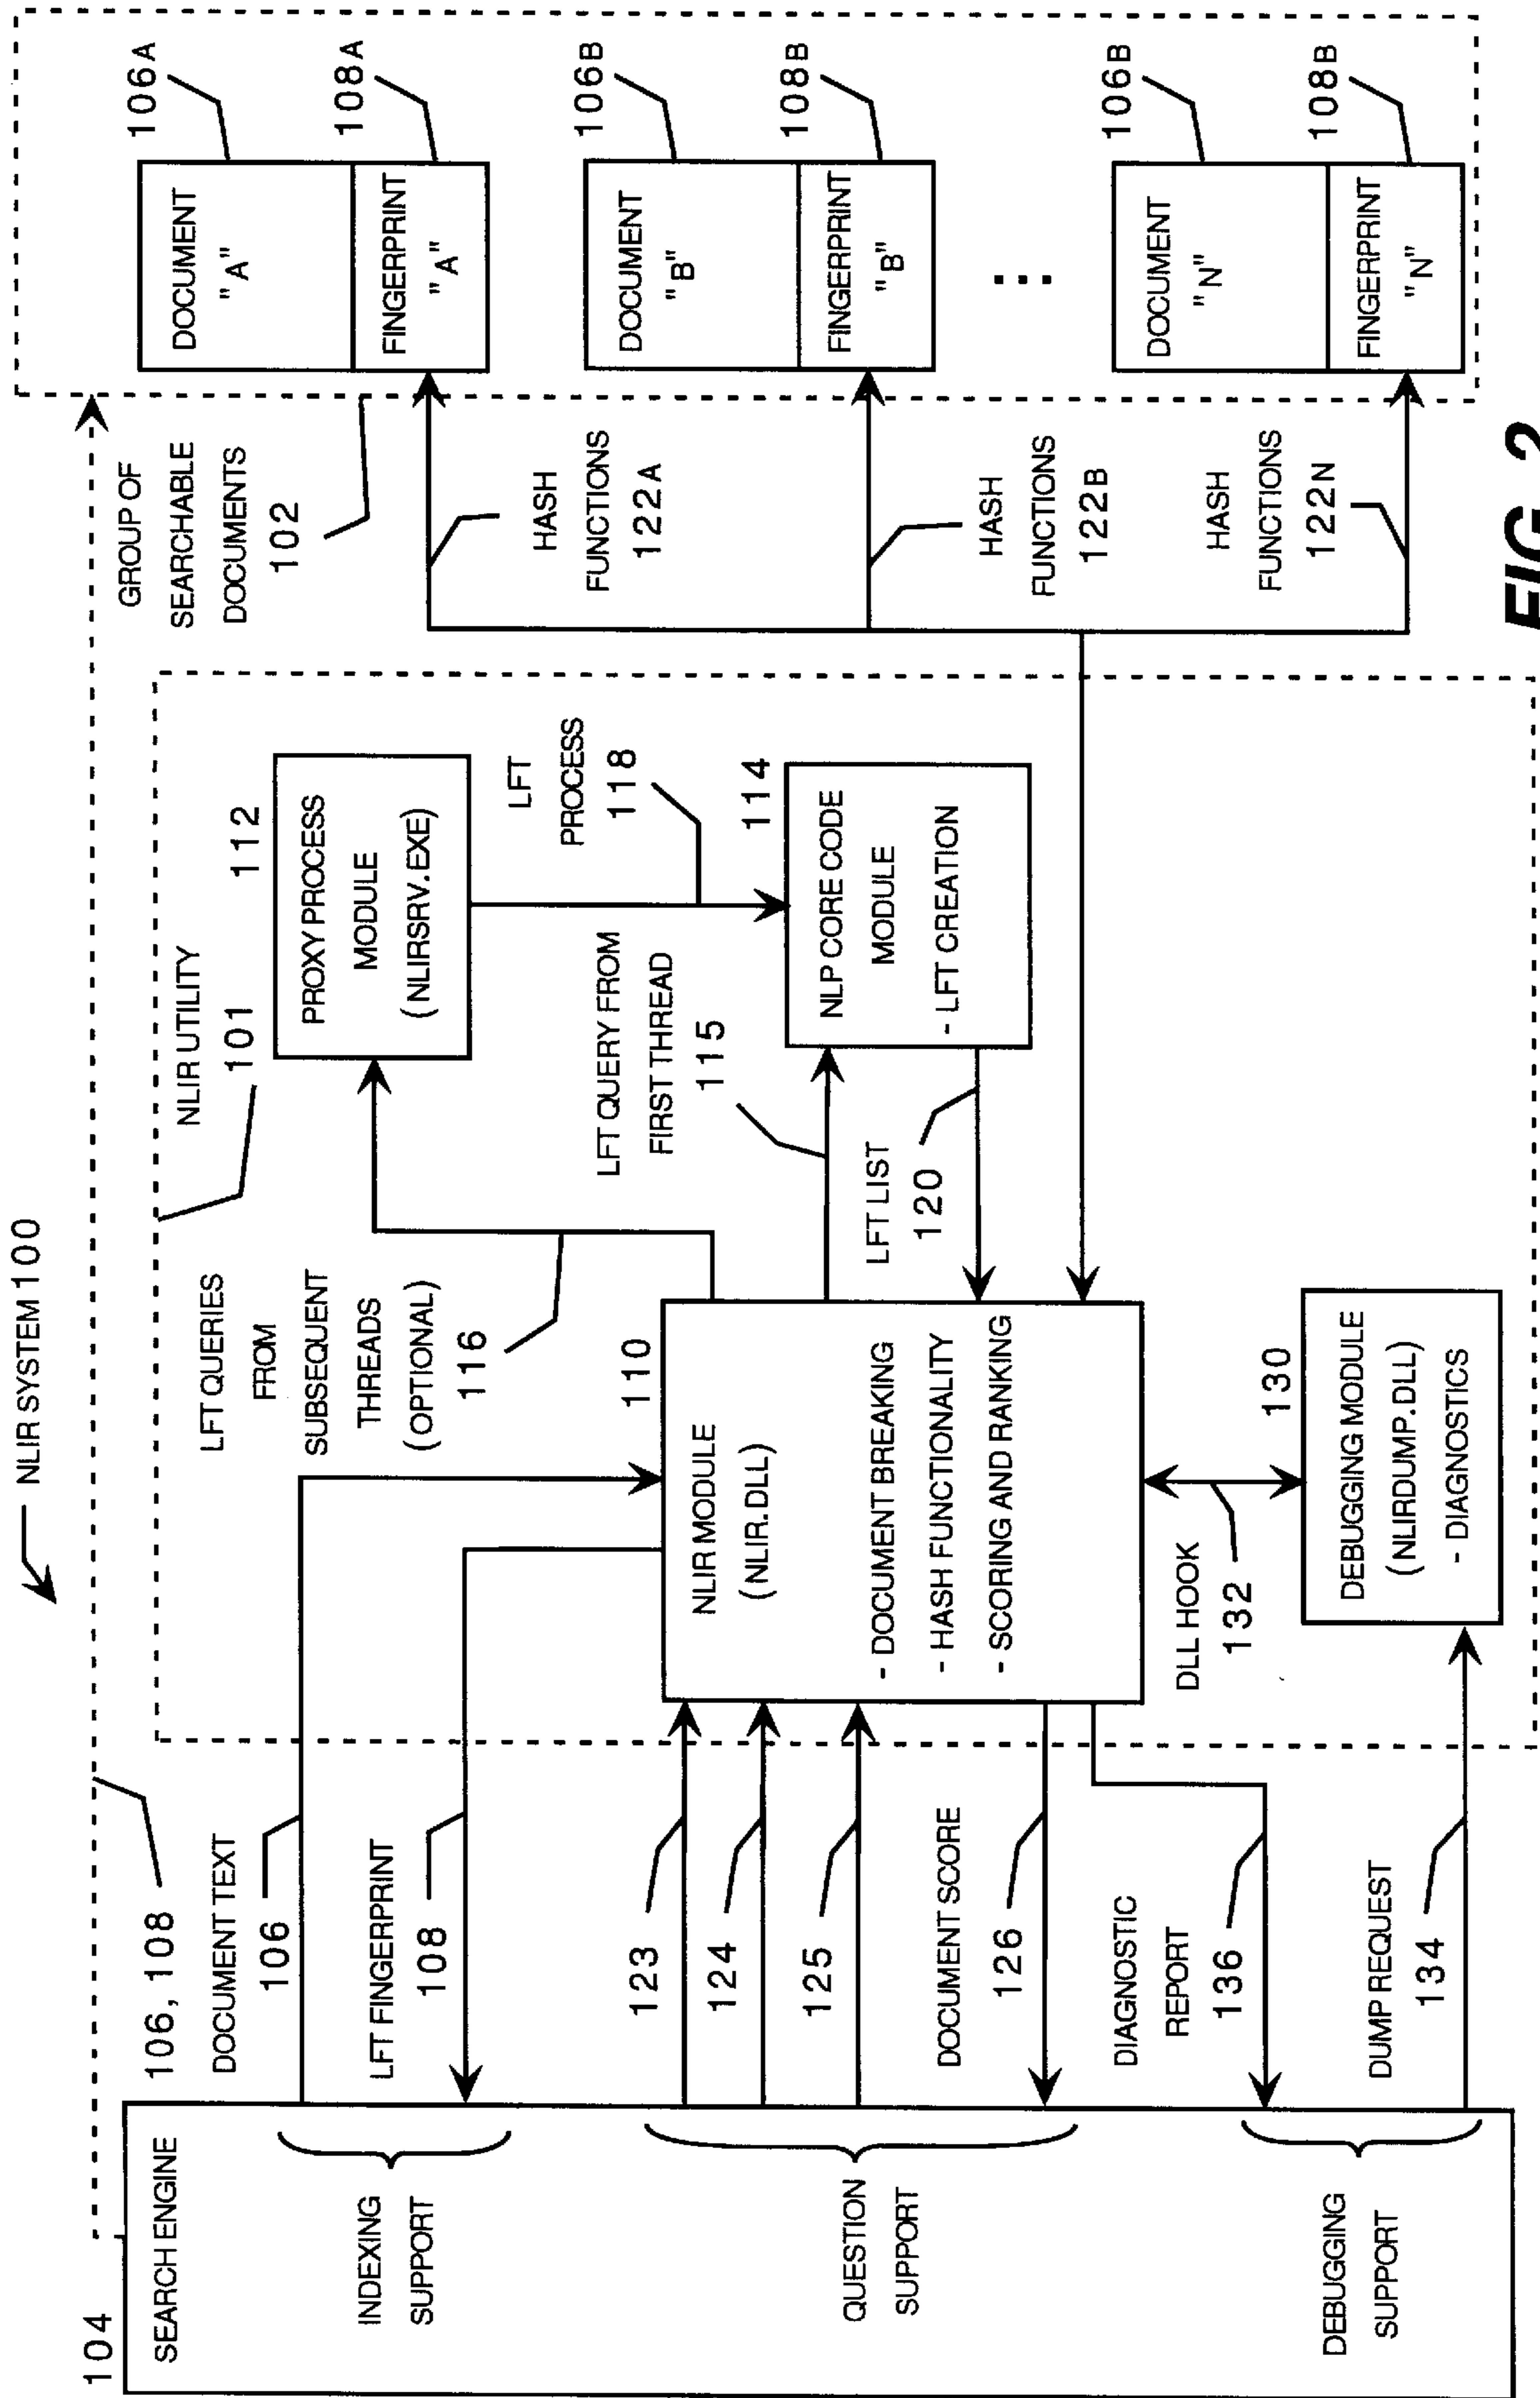 NLIR SYSTEM 100
104
SEARCH ENGINE
INDEXING
SUPPORT
QUESTION
SUPPORT
DEBUGGING
SUPPORT
106, 108
DOCUMENT TEXT
106
LFT FINGERPRINT
108
123
124
125
DOCUMENT SCORE
126
DIAGNOSTIC
REPORT
136
DUMP REQUEST
134
NLIR UTILITY
101
LFT QUERIES
FROM
SUBSEQUENT
THREADS
(OPTIONAL)
116
110
NLIR MODULE
(NLIR.DLL)
- DOCUMENT BREAKING
- HASH FUNCTIONALITY
- SCORING AND RANKING
DLL HOOK
132
130
DEBUGGING MODULE
(NLIRDUMP.DLL)
- DIAGNOSTICS
112
PROXY PROCESS
MODULE
(NLIRSRV.EXE)
LFT QUERY FROM
FIRST THREAD
115
LFT
PROCESS
118
114
NLP CORE CODE
MODULE
- LFT CREATION
LFT LIST
120
GROUP OF
SEARCHABLE
DOCUMENTS
102
HASH
FUNCTIONS
122A
HASH
FUNCTIONS
122B
HASH
FUNCTIONS
122N
DOCUMENT
"A"
106A
FINGERPRINT
"A"
108A
DOCUMENT
"B"
106B
FINGERPRINT
"B"
108B
...
DOCUMENT
"N"
106B
FINGERPRINT
"N"
108B
FIG. 2